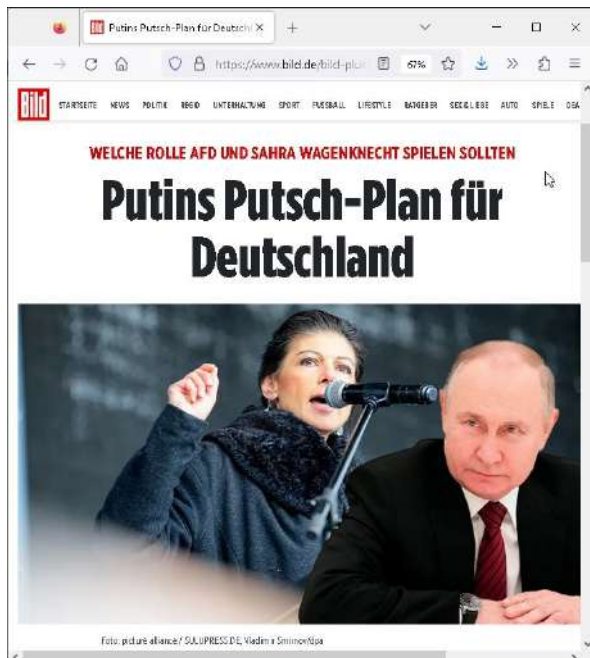 Putins Putsch-Plan für Deutschl
https://www.bild.de/bild-plu
67%
Bild
STARTSEITE NEWS POLITIK REGIO UNTERHALTUNG SPORT FUSSBALL LIFESTYLE RATGEBER SEX & LIEBE AUTO SPIELE DEA
WELCHE ROLLE AFD UND SAHRA WAGENKNECHT SPIELEN SOLLTEN
Putins Putsch-Plan für
Deutschland
Foto: picture alliance / SULUPRESS.DE, Vladimir Smirnov/dpa